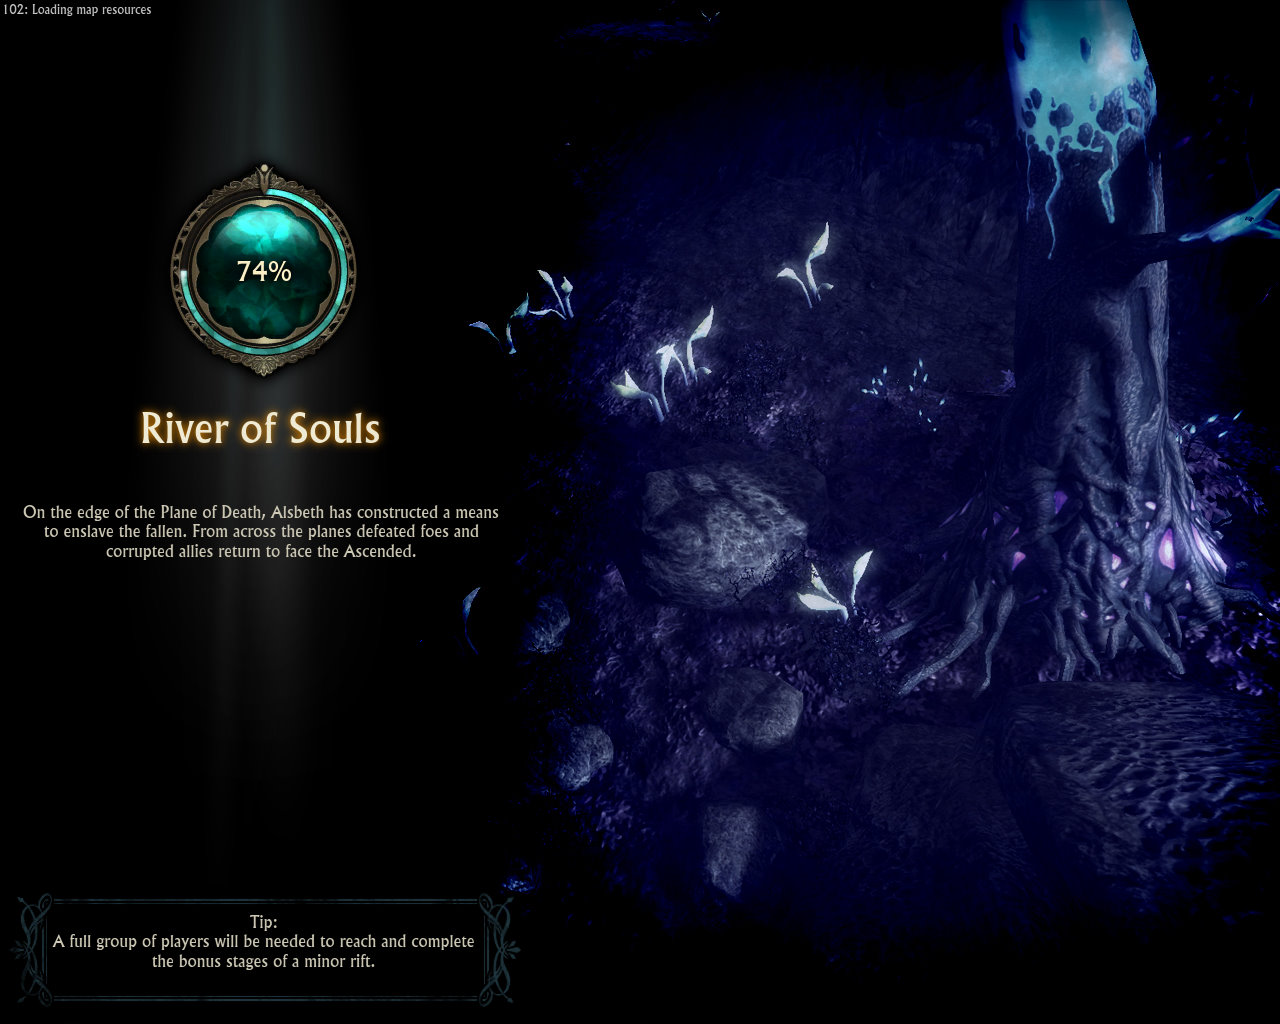 102: Loading map resources
74%
River of Souls
On the edge of the Plane of Death, Alsbeth has constructed a means
to enslave the fallen. From across the planes defeated foes and
corrupted allies return to face the Ascended.
Tip:
A full group of players will be needed to reach and complete
the bonus stages of a minor rift.